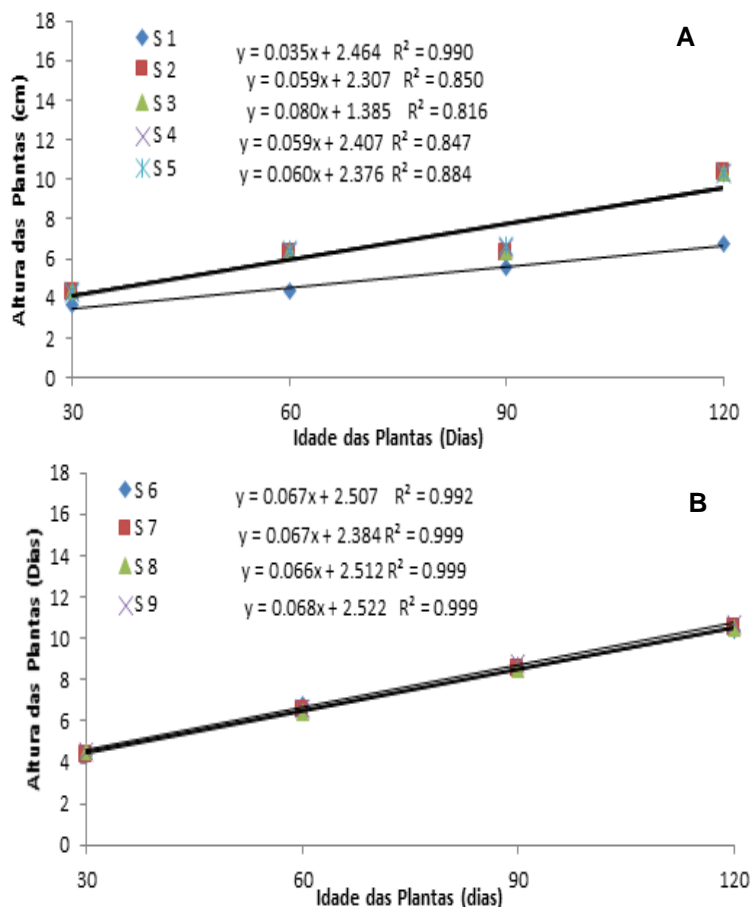 A
S 1 y = 0.035x + 2.464 R² = 0.990
S 2 y = 0.059x + 2.307 R² = 0.850
S 3 y = 0.080x + 1.385 R² = 0.816
S 4 y = 0.059x + 2.407 R² = 0.847
S 5 y = 0.060x + 2.376 R² = 0.884
Altura das Plantas (cm)
18
16
14
12
10
8
6
4
2
0
30 60 90 120
Idade das Plantas (Dias)
B
S 6 y = 0.067x + 2.507 R² = 0.992
S 7 y = 0.067x + 2.384 R² = 0.999
S 8 y = 0.066x + 2.512 R² = 0.999
S 9 y = 0.068x + 2.522 R² = 0.999
Altura das Plantas (Dias)
18
16
14
12
10
8
6
4
2
0
30 60 90 120
Idade das Plantas (dias)